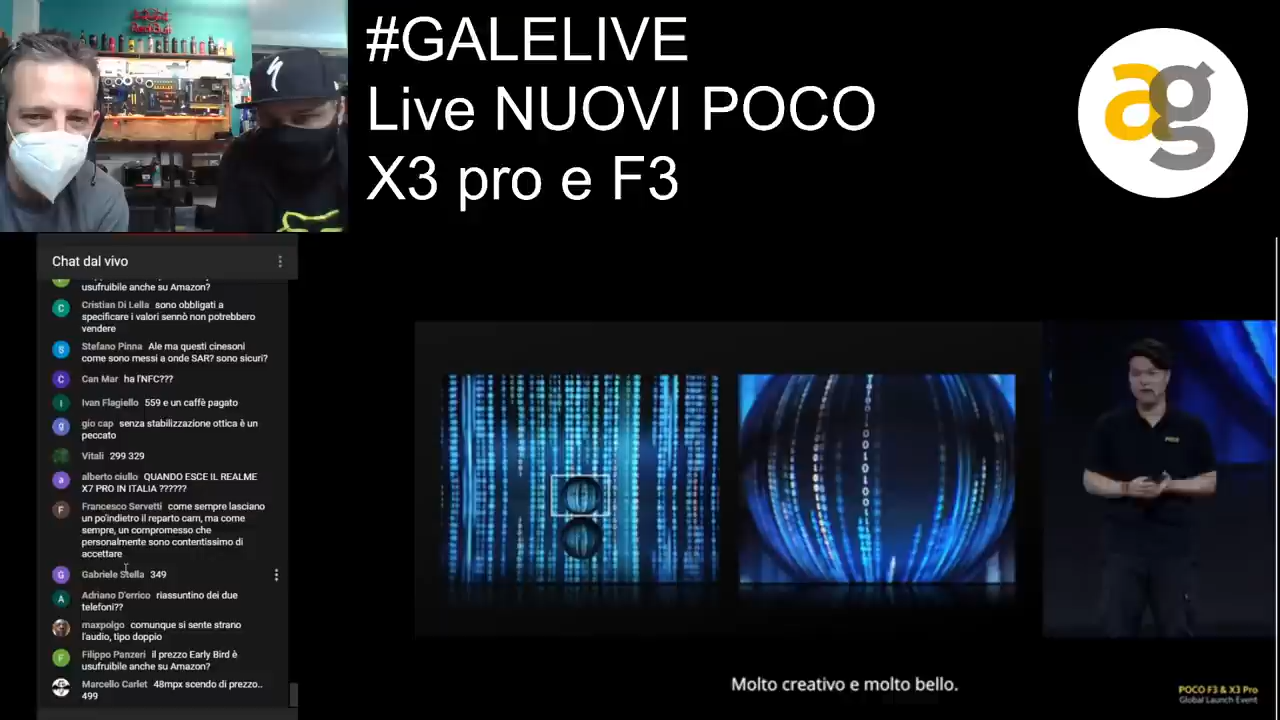 #GALELIVE
Live NUOVI POCO
X3 pro e F3
ag
Chat dal vivo
usufruibile anche su Amazon?
Cristian Di Lella sono obbligati a
specificare i valori sennò non potrebbero
vendere
Stefano Pinna Ale ma questi cinesoni
come sono messi a onde SAR? sono sicuri?
Can Mar ha l'NFC???
Ivan Flagiello 559 e un caffè pagato
gio cap senza stabilizzazione ottica è un
peccato
Vitali 299 329
alberto ciullo QUANDO ESCE IL REALME
X7 PRO IN ITALIA ??????
Francesco Servetti come sempre lasciano
un po'indietro il reparto cam, ma come
sempre, un compromesso che
personalmente sono contentissimo di
accettare
Gabriele Stella 349
Adriano D'errico riassuntino dei due
telefoni??
maxpolgo comunque si sente strano
l'audio, tipo doppio
Filippo Panzeri il prezzo Early Bird è
usufruibile anche su Amazon?
Marcello Carlet 48mpx scendo di prezzo..
499
Molto creativo e molto bello.
POCO F3 & X3 Pro
Global Launch Event